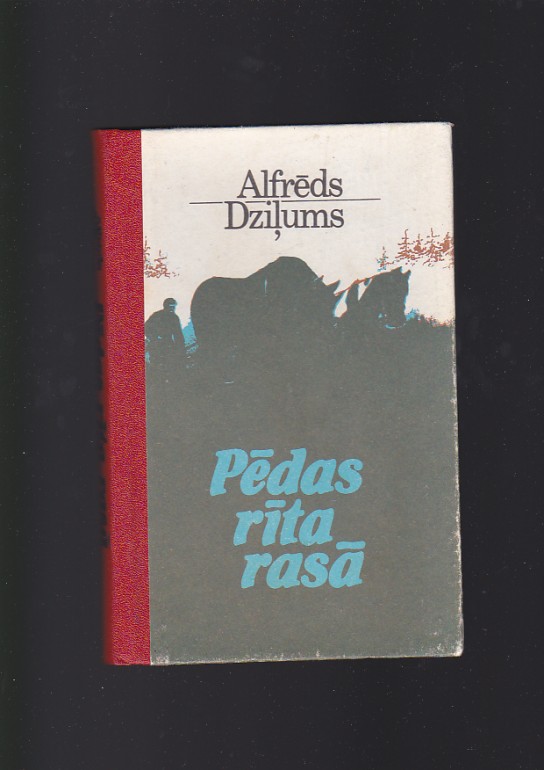 Alfrēds
Dziļums
Pēdas
rīta
rasā